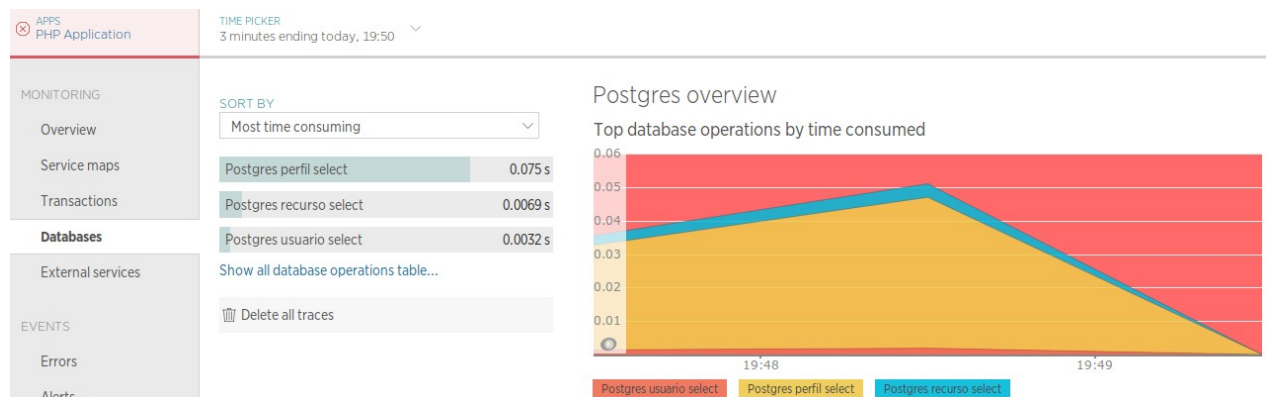 APPS
PHP Application
TIME PICKER
3 minutes ending today, 19:50
MONITORING
Overview
Service maps
Transactions
Databases
External services
EVENTS
Errors
Alerts
SORT BY
Most time consuming
Postgres perfil select 0.075 s
Postgres recurso select 0.0069 s
Postgres usuario select 0.0032 s
Show all database operations table...
Delete all traces
Postgres overview
Top database operations by time consumed
0.06
0.05
0.04
0.03
0.02
0.01
19:48 19:49
Postgres usuario select Postgres perfil select Postgres recurso select